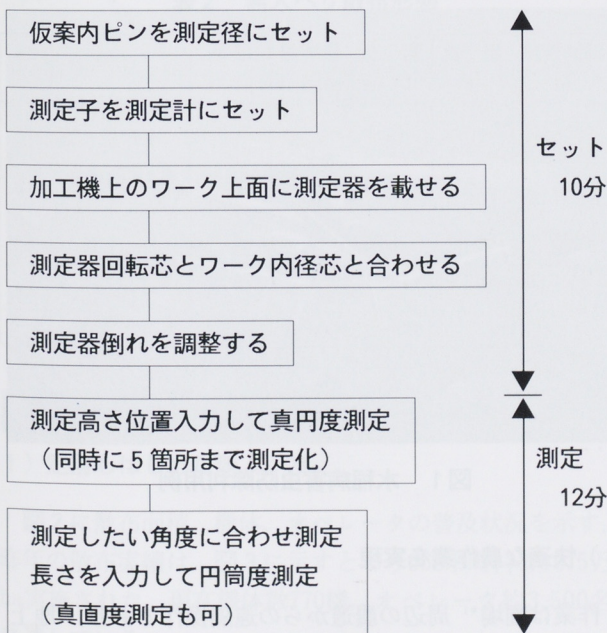 仮案内ピンを測定径にセット
測定子を測定計にセット
加工機上のワーク上面に測定器を載せる
測定器回転芯とワーク内径芯と合わせる
測定器倒れを調整する
測定高さ位置入力して真円度測定
（同時に５箇所まで測定化）
測定したい角度に合わせ測定
長さを入力して円筒度測定
（真直度測定も可）
セット
10分
測定
12分